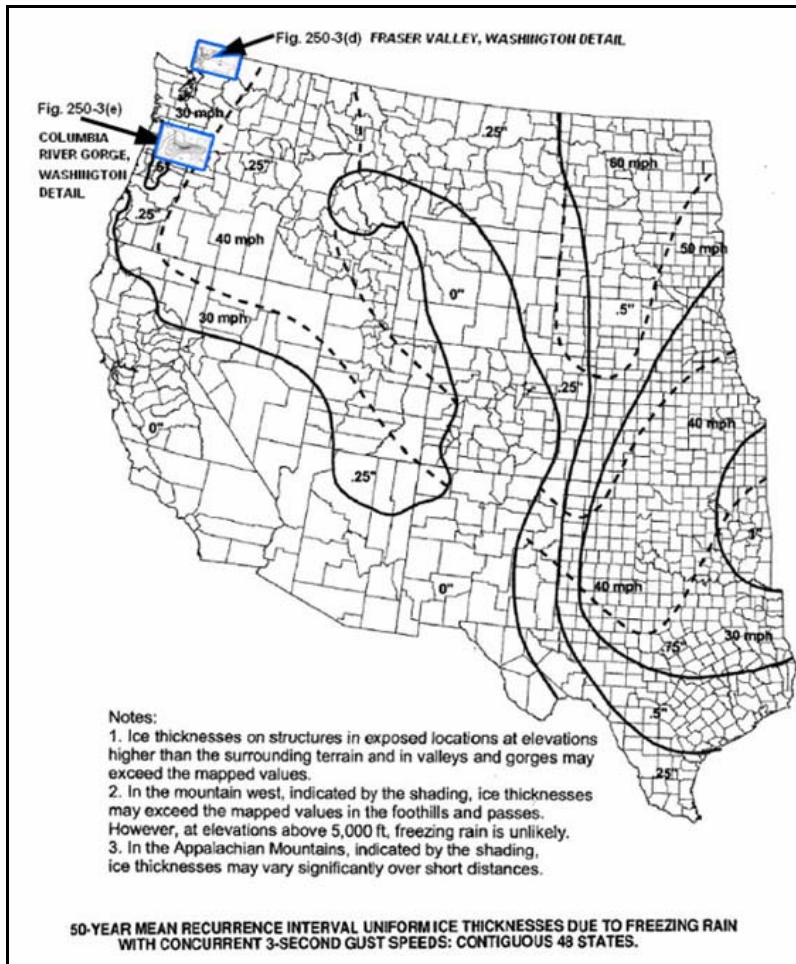 Fig. 250-3(d) FRASER VALLEY, WASHINGTON DETAIL
Fig. 250-3(e)
COLUMBIA
RIVER GORGE,
WASHINGTON
DETAIL
30 mph
.25"
60 mph
.25"
.25"
40 mph
50 mph
0"
.5"
30 mph
.25"
40 mph
0"
.25"
1"
0"
40 mph
30 mph
.75"
.5"
.25"
Notes:
1. Ice thicknesses on structures in exposed locations at elevations
higher than the surrounding terrain and in valleys and gorges may
exceed the mapped values.
2. In the mountain west, indicated by the shading, ice thicknesses
may exceed the mapped values in the foothills and passes.
However, at elevations above 5,000 ft, freezing rain is unlikely.
3. In the Appalachian Mountains, indicated by the shading,
ice thicknesses may vary significantly over short distances.
50-YEAR MEAN RECURRENCE INTERVAL UNIFORM ICE THICKNESSES DUE TO FREEZING RAIN
WITH CONCURRENT 3-SECOND GUST SPEEDS: CONTIGUOUS 48 STATES.